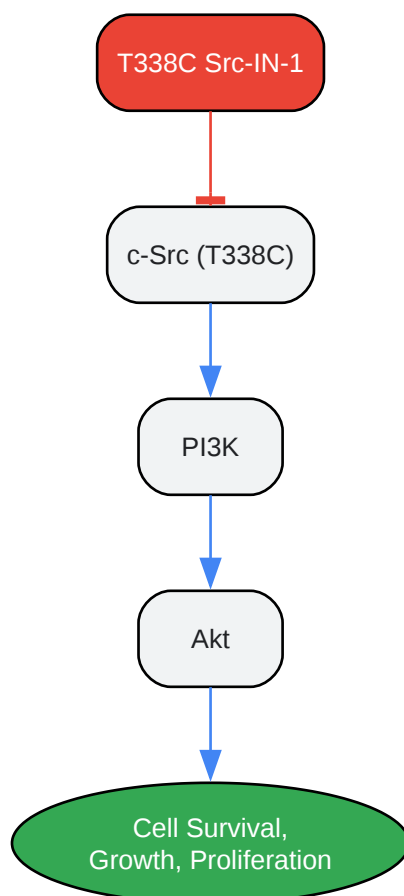 T338C Src-IN-1
c-Src (T338C)
PI3K
Akt
Cell Survival,
Growth, Proliferation